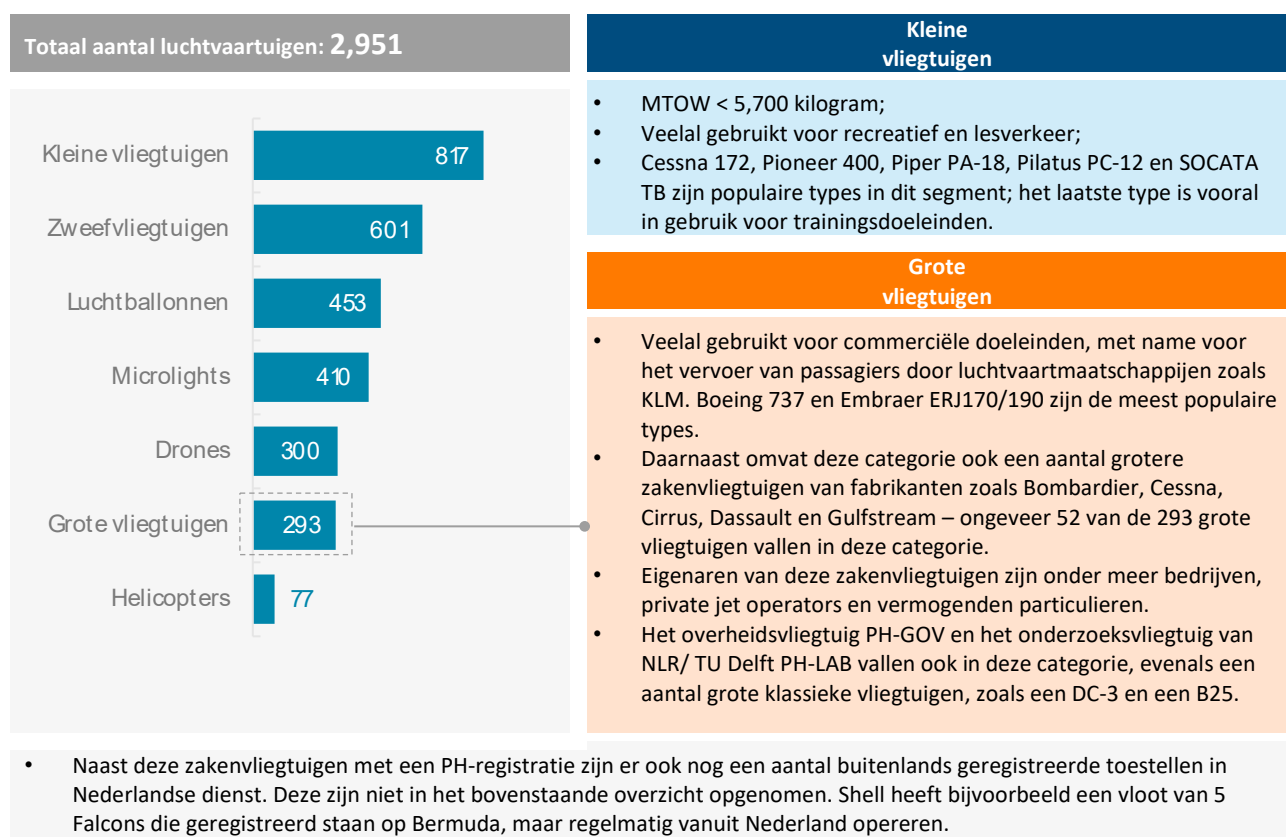 Totaal aantal luchtvaartuigen: 2,951
Kleine vliegtuigen 817
Zweefvliegtuigen 601
Luchtballonnen 453
Microlights 410
Drones 300
Grote vliegtuigen 293
Helicopters 77
Kleine
vliegtuigen
• MTOW < 5,700 kilogram;
• Veelal gebruikt voor recreatief en lesverkeer;
• Cessna 172, Pioneer 400, Piper PA-18, Pilatus PC-12 en SOCATA
TB zijn populaire types in dit segment; het laatste type is vooral
in gebruik voor trainingsdoeleinden.
Grote
vliegtuigen
• Veelal gebruikt voor commerciële doeleinden, met name voor
het vervoer van passagiers door luchtvaartmaatschappijen zoals
KLM. Boeing 737 en Embraer ERJ170/190 zijn de meest populaire
types.
• Daarnaast omvat deze categorie ook een aantal grotere
zakenvliegtuigen van fabrikanten zoals Bombardier, Cessna,
Cirrus, Dassault en Gulfstream – ongeveer 52 van de 293 grote
vliegtuigen vallen in deze categorie.
• Eigenaren van deze zakenvliegtuigen zijn onder meer bedrijven,
private jet operators en vermogenden particulieren.
• Het overheidsvliegtuig PH-GOV en het onderzoeksvliegtuig van
NLR/ TU Delft PH-LAB vallen ook in deze categorie, evenals een
aantal grote klassieke vliegtuigen, zoals een DC-3 en een B25.
• Naast deze zakenvliegtuigen met een PH-registratie zijn er ook nog een aantal buitenlands geregistreerde toestellen in
Nederlandse dienst. Deze zijn niet in het bovenstaande overzicht opgenomen. Shell heeft bijvoorbeeld een vloot van 5
Falcons die geregistreerd staan op Bermuda, maar regelmatig vanuit Nederland opereren.